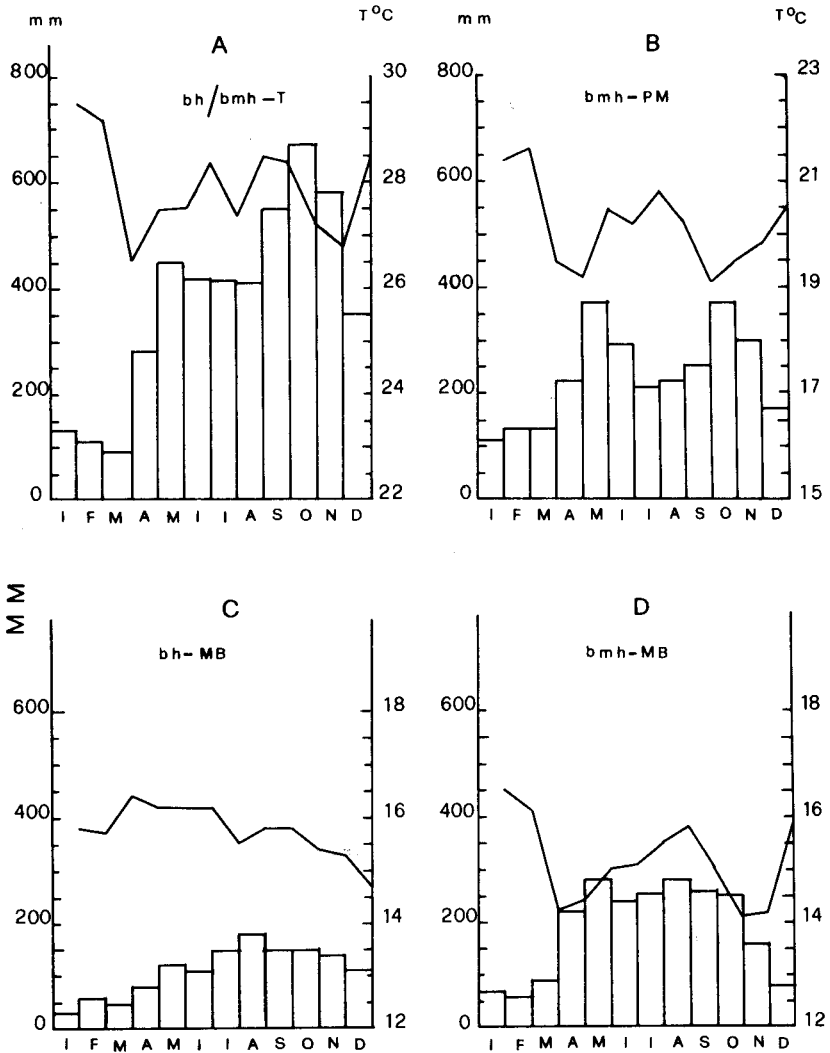 mm T°C
A
bh/bmh-T
800 30
600 28
400 26
200 24
0 22
I F M A M I I A S O N D
mm T°C
B
bmh-PM
800 23
600 21
400 19
200 17
0 15
I F M A M I I A S O N D
MM
C
bh-MB
600 18
400 16
200 14
0 12
I F M A M I I A S O N D
D
bmh-MB
600 18
400 16
200 14
0 12
I F M A M I I A S O N D